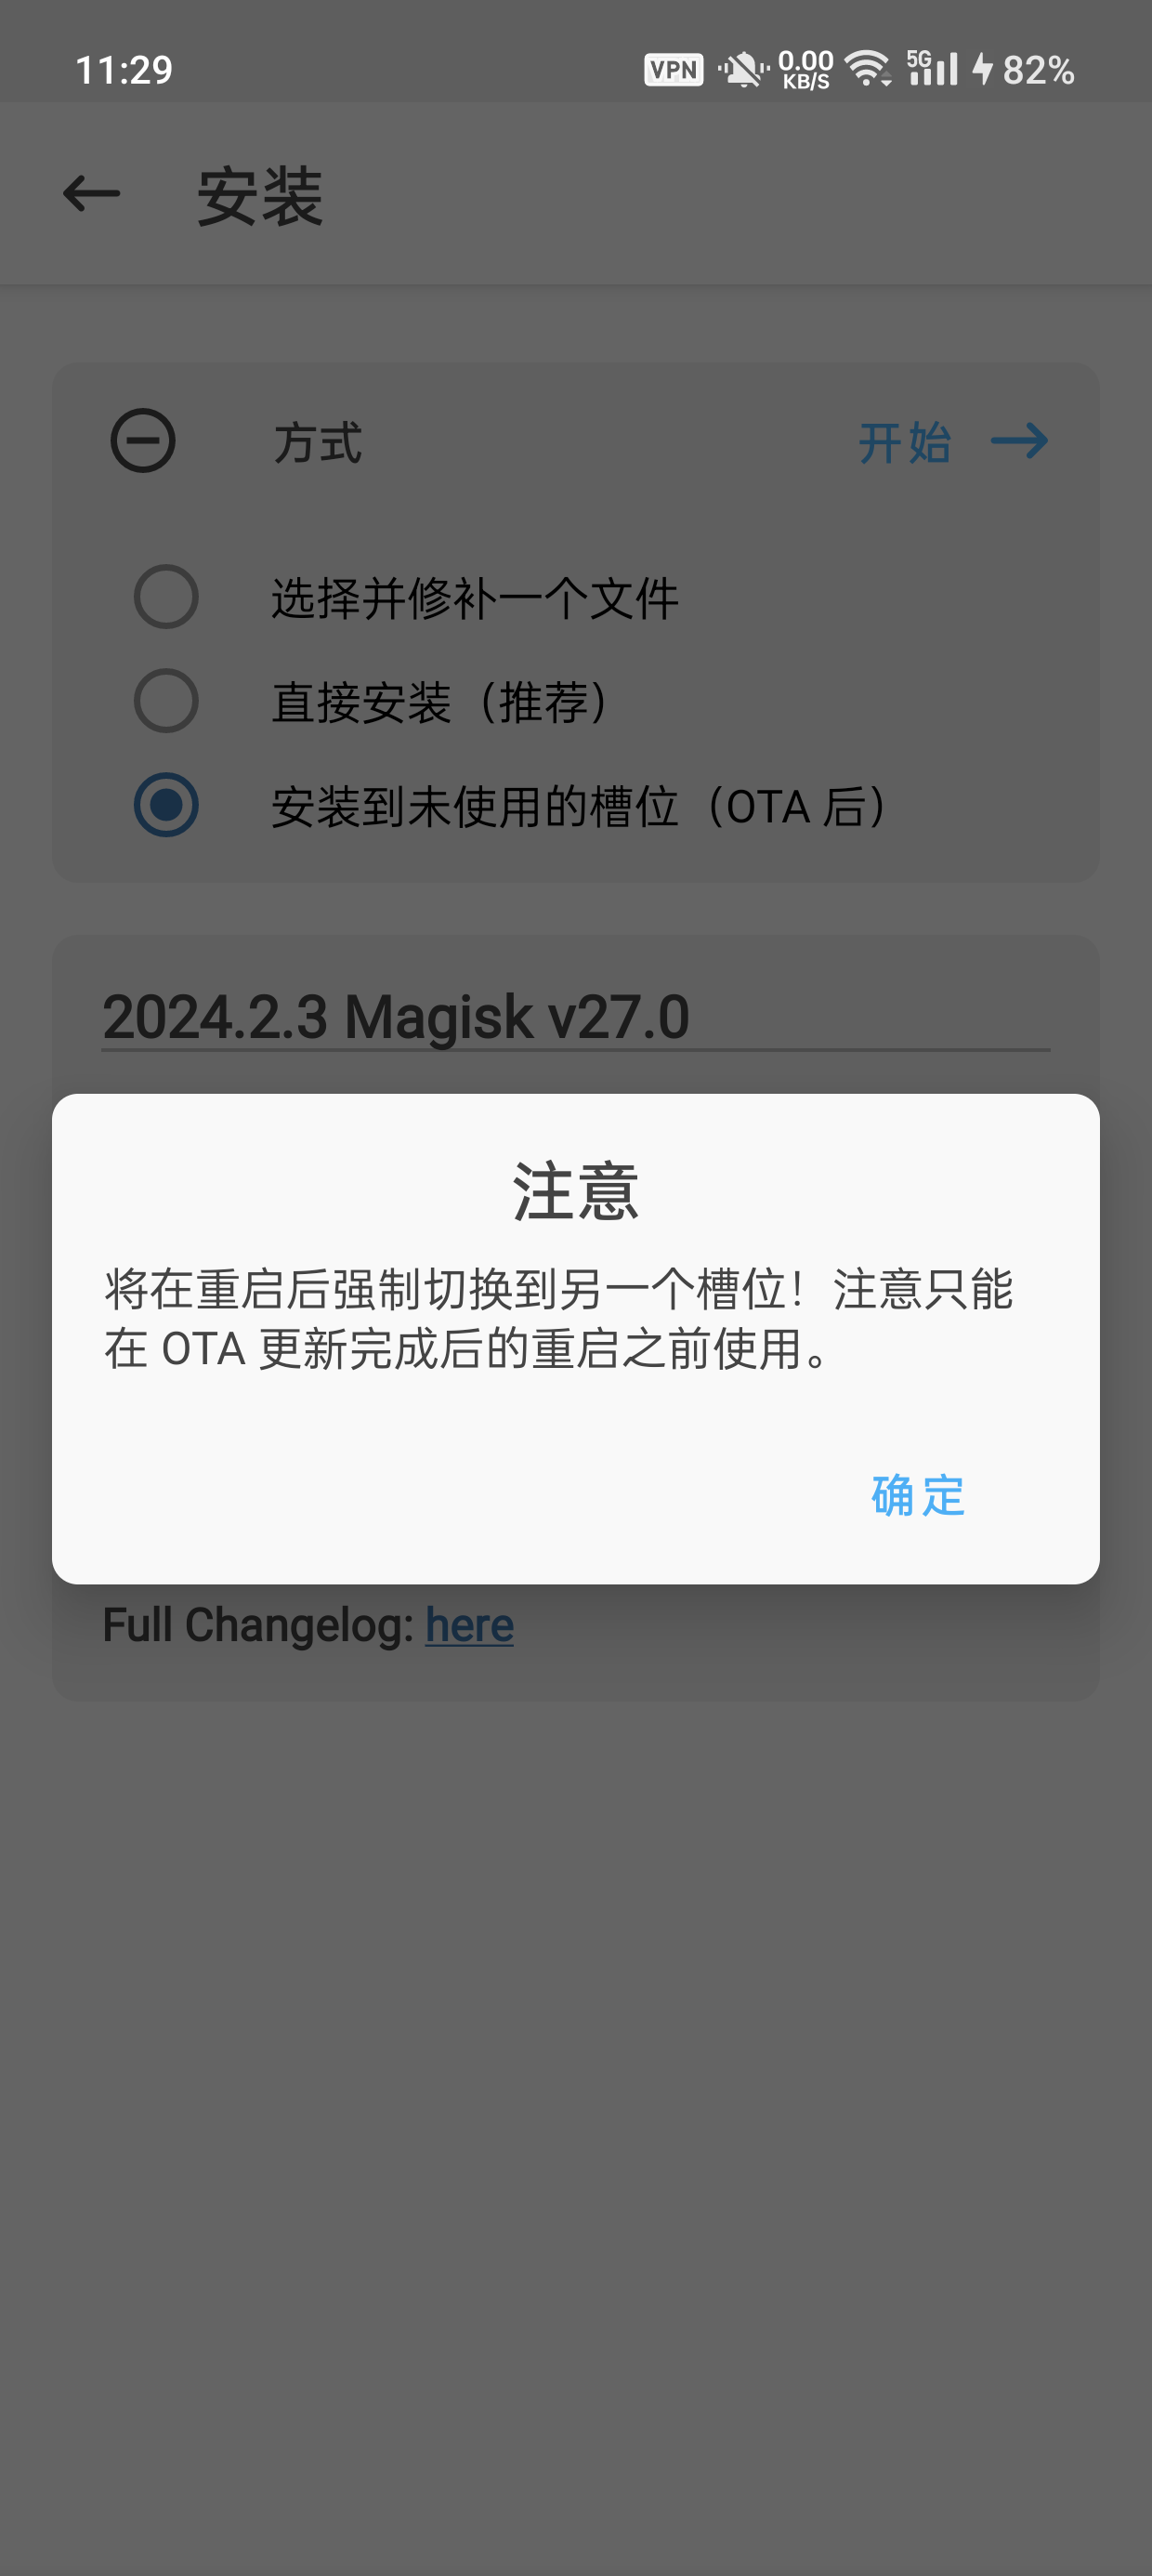 11:29
VPN
0.00
KB/S
5G
82%
安装
方式
开始
选择并修补一个文件
直接安装（推荐）
安装到未使用的槽位（OTA 后）
2024.2.3 Magisk v27.0
注意
将在重启后强制切换到另一个槽位！注意只能
在 OTA 更新完成后的重启之前使用。
确定
Full Changelog: here